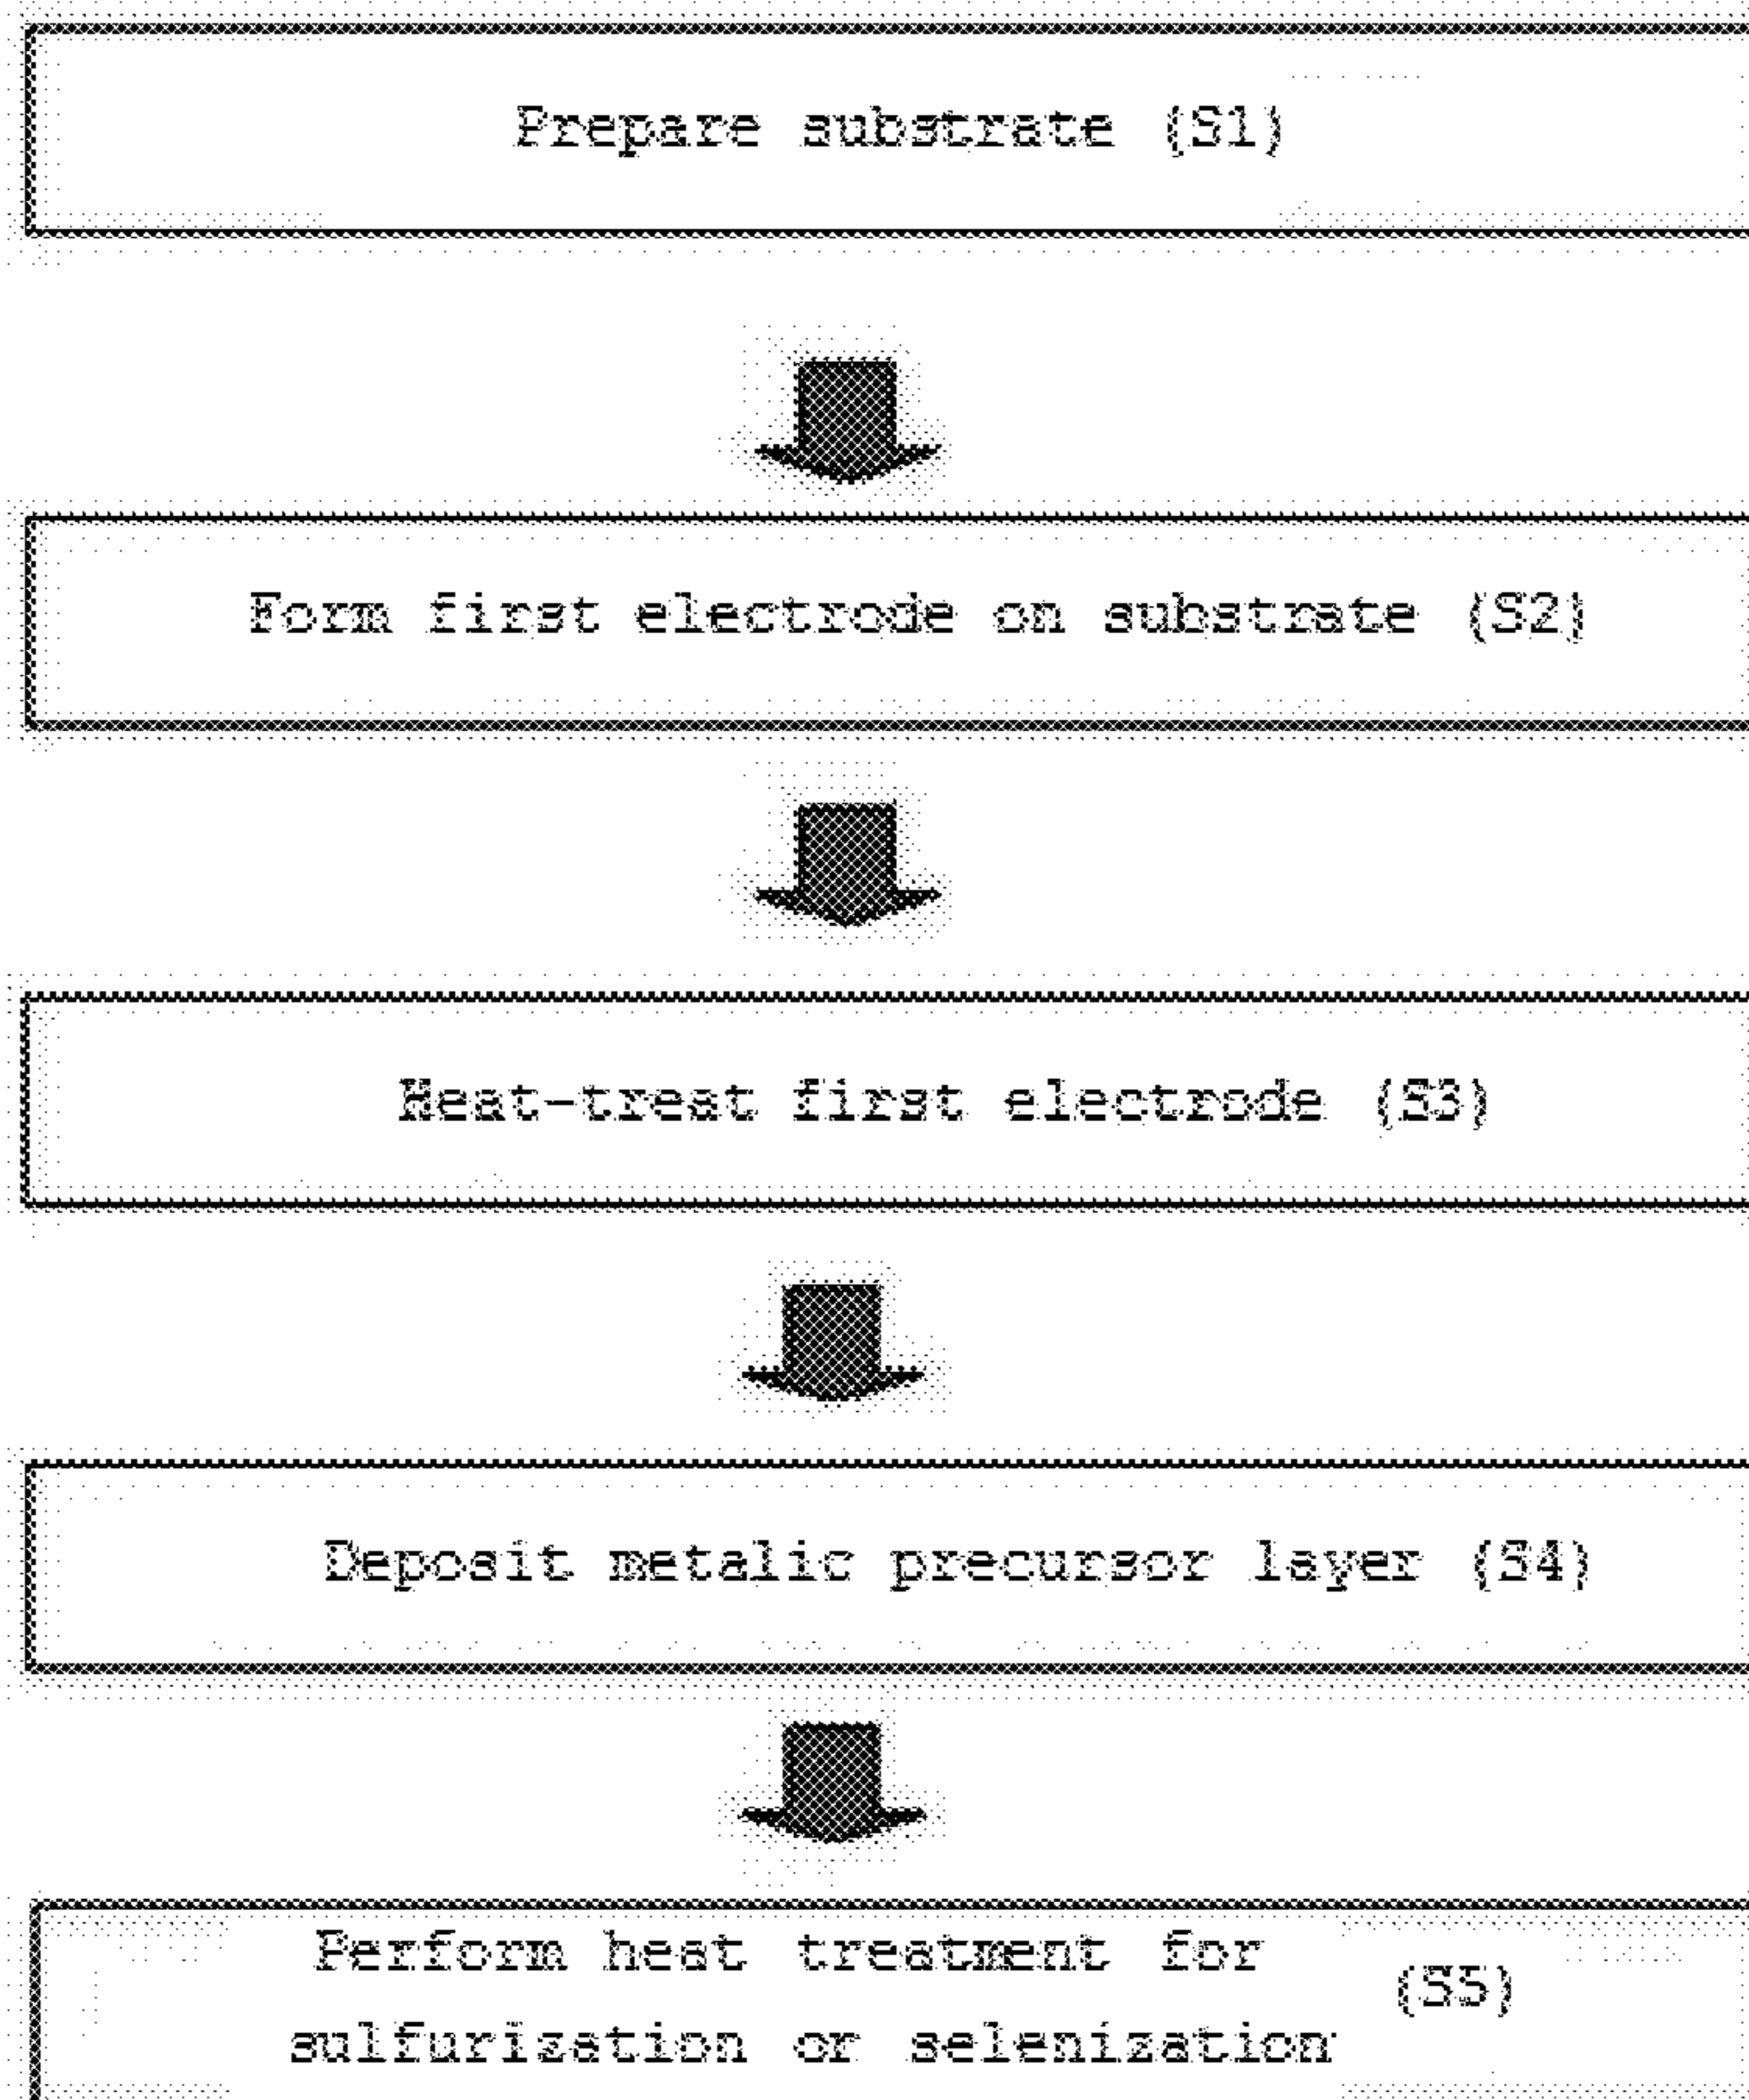 Prepare substrate (S1)
Form first electrode on substrate (S2)
Heat-treat first electrode (S3)
Deposit metalic precursor layer (S4)
Perform heat treatment for
sulfurization or selenization (S5)